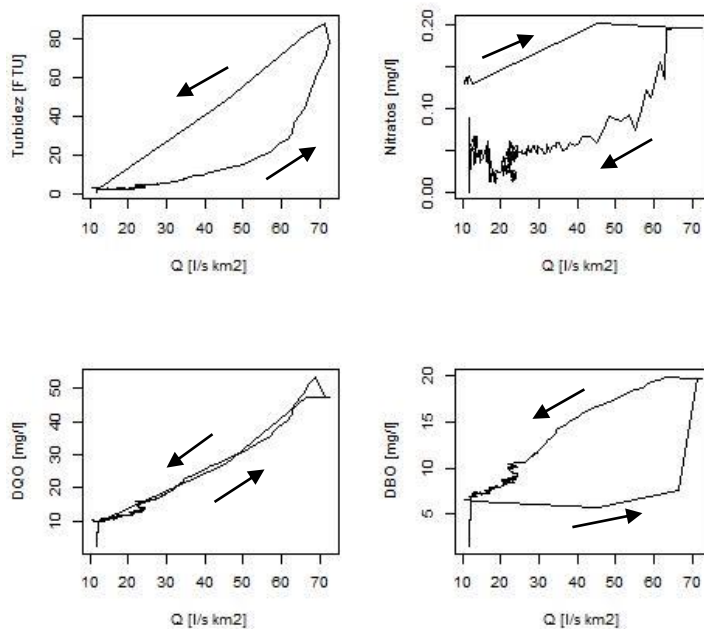 Turbidez [FTU]
0 20 40 60 80
10 20 30 40 50 60 70
Q [l/s km2]
Nitratos [mg/l]
0.00 0.10 0.20
10 20 30 40 50 60 70
Q [l/s km2]
DQO [mg/l]
10 20 30 40 50
10 20 30 40 50 60 70
Q [l/s km2]
DBO [mg/l]
5 10 15 20
10 20 30 40 50 60 70
Q [l/s km2]